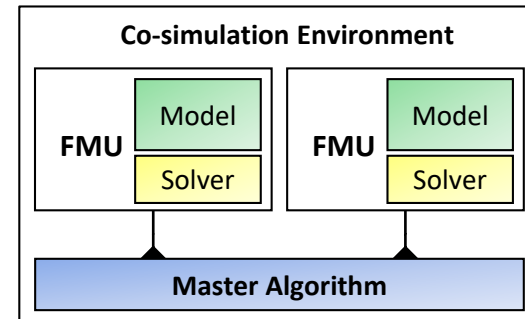 Co-simulation Environment
FMU
Model
Solver
FMU
Model
Solver
Master Algorithm